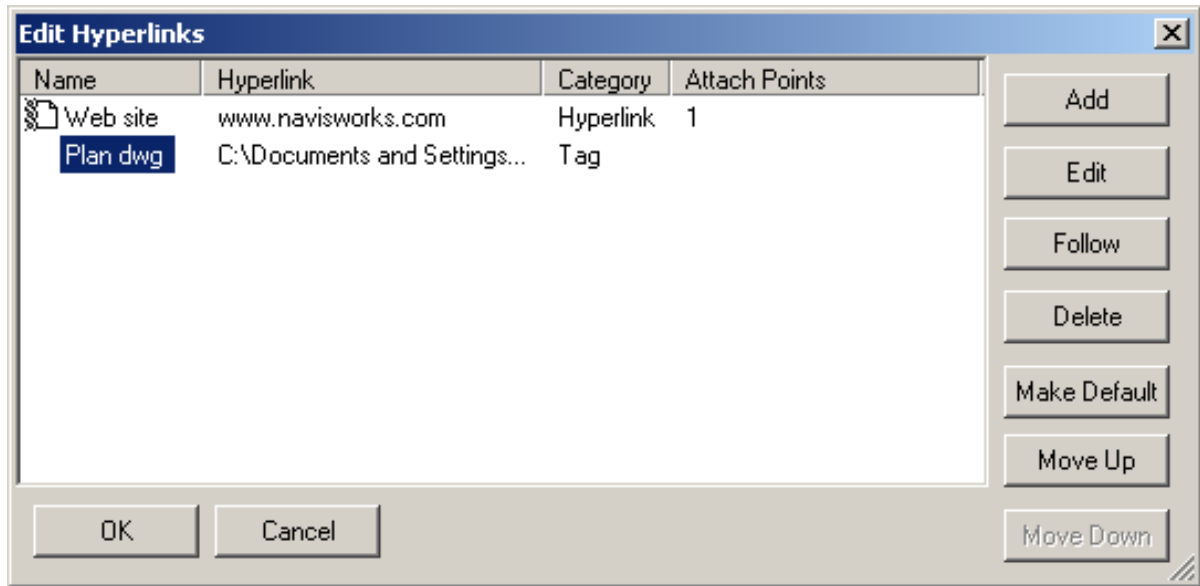 Edit Hyperlinks
Name Hyperlink Category Attach Points
Web site www.navisworks.com Hyperlink 1
Plan dwg C:\Documents and Settings... Tag
Add
Edit
Follow
Delete
Make Default
Move Up
Move Down
OK Cancel